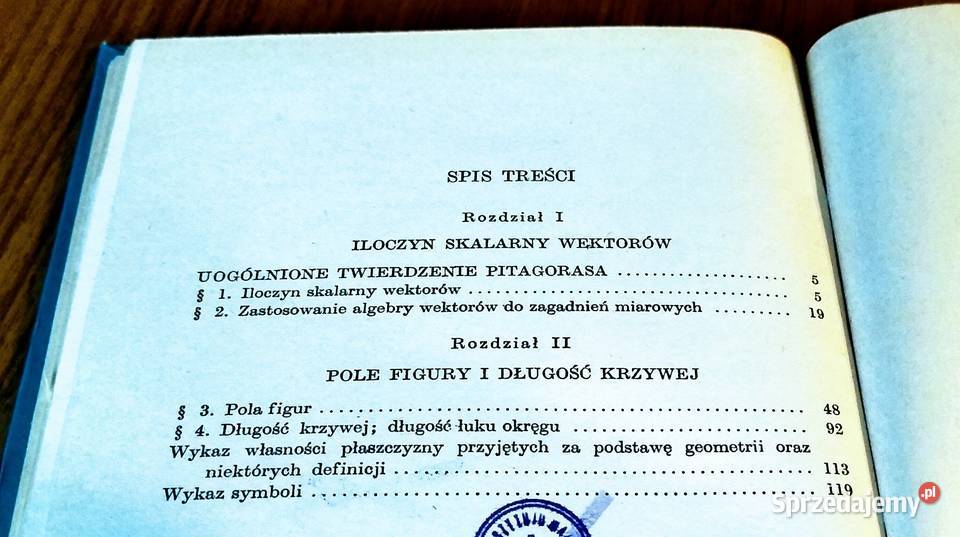 SPIS TREŚCI
Rozdział I
ILOCZYN SKALARNY WEKTORÓW
UOGÓLNIONE TWIERDZENIE PITAGORASA .................... 5
§ 1. Iloczyn skalarny wektorów .................................... 5
§ 2. Zastosowanie algebry wektorów do zagadnień miarowych ......... 19
Rozdział II
POLE FIGURY I DŁUGOŚĆ KRZYWEJ
§ 3. Pola figur .................................................. 48
§ 4. Długość krzywej; długość łuku okręgu ........................ 92
Wykaz własności płaszczyzny przyjętych za podstawę geometrii oraz
niektórych definicji ............................................ 113
Wykaz symboli .................................................. 119
Sprzedajemy.pl